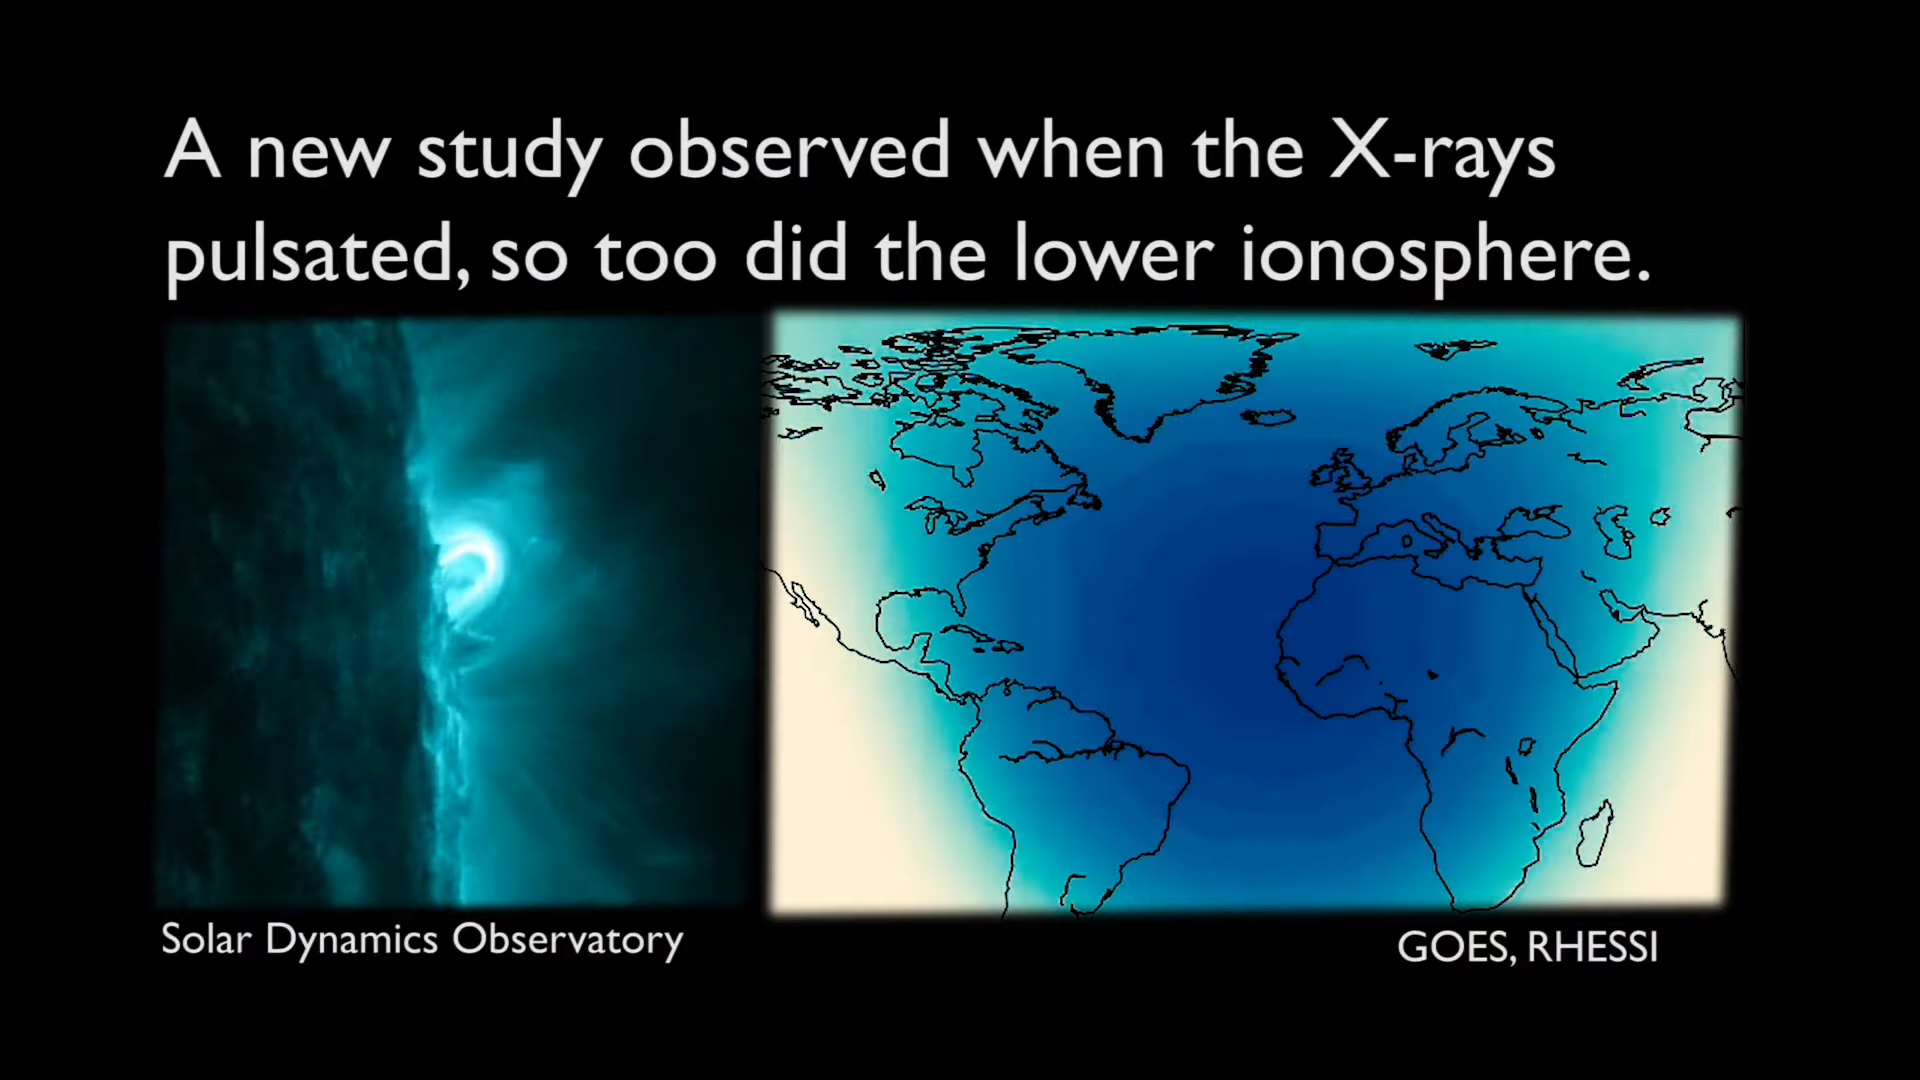 A new study observed when the X-rays
pulsated, so too did the lower ionosphere.
Solar Dynamics Observatory
GOES, RHESSI